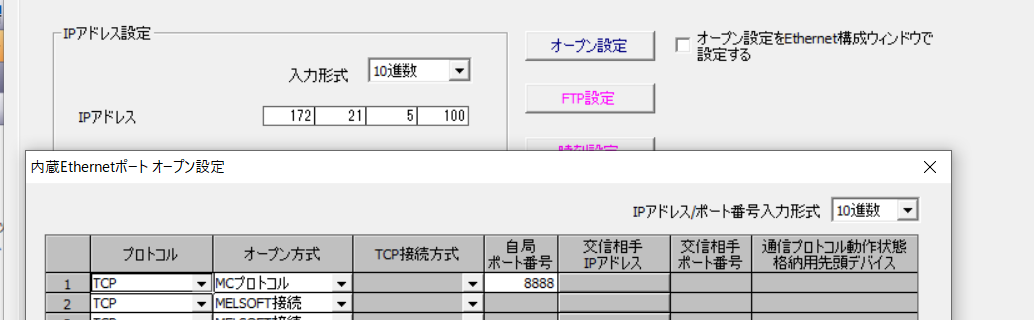 IPアドレス設定
入力形式 10進数
IPアドレス 172 21 5 100
オープン設定
オープン設定をEthernet構成ウィンドウで
設定する
FTP設定
時刻設定
内蔵Ethernetポート オープン設定
IPアドレス/ポート番号入力形式 10進数
プロトコル オープン方式 TCP接続方式 自局
ポート番号 交信相手
IPアドレス 交信相手
ポート番号 通信プロトコル動作状態
格納用先頭デバイス
1 TCP MCプロトコル 8888
2 TCP MELSOFT接続